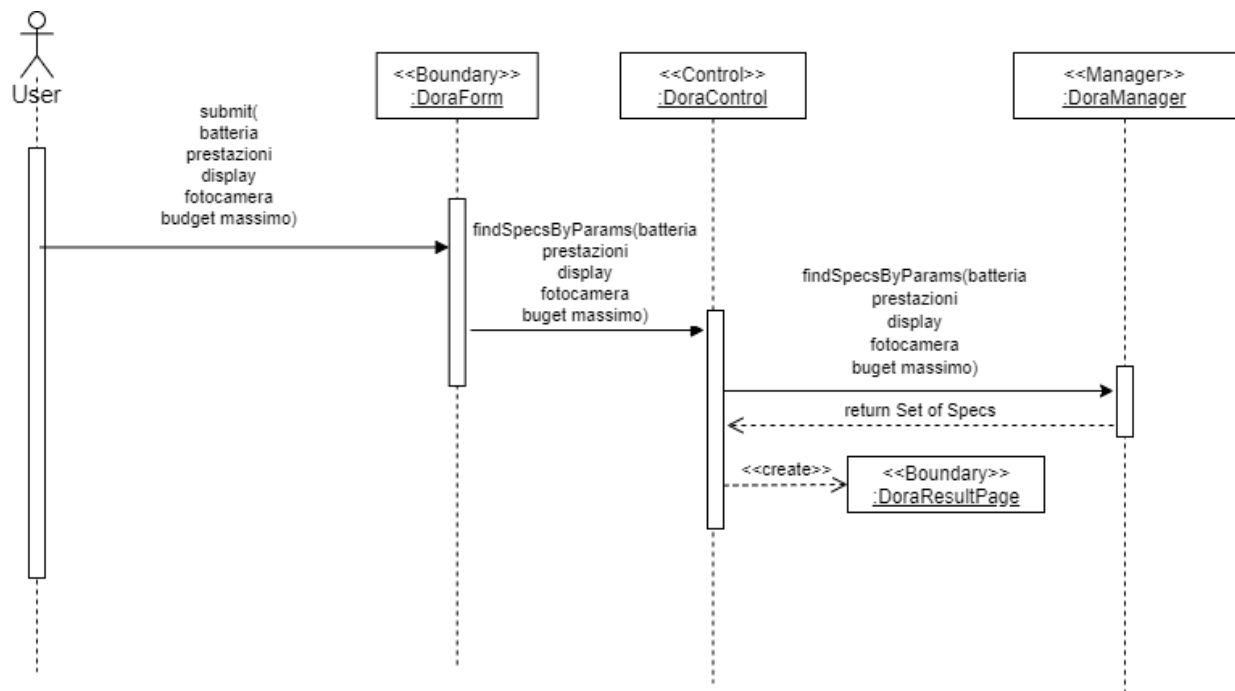 User
<<Boundary>>
:DoraForm
<<Control>>
:DoraControl
<<Manager>>
:DoraManager
submit(
batteria
prestazioni
display
fotocamera
budget massimo)
findSpecsByParams(batteria
prestazioni
display
fotocamera
buget massimo)
findSpecsByParams(batteria
prestazioni
display
fotocamera
buget massimo)
return Set of Specs
<<create>>
<<Boundary>>
:DoraResultPage